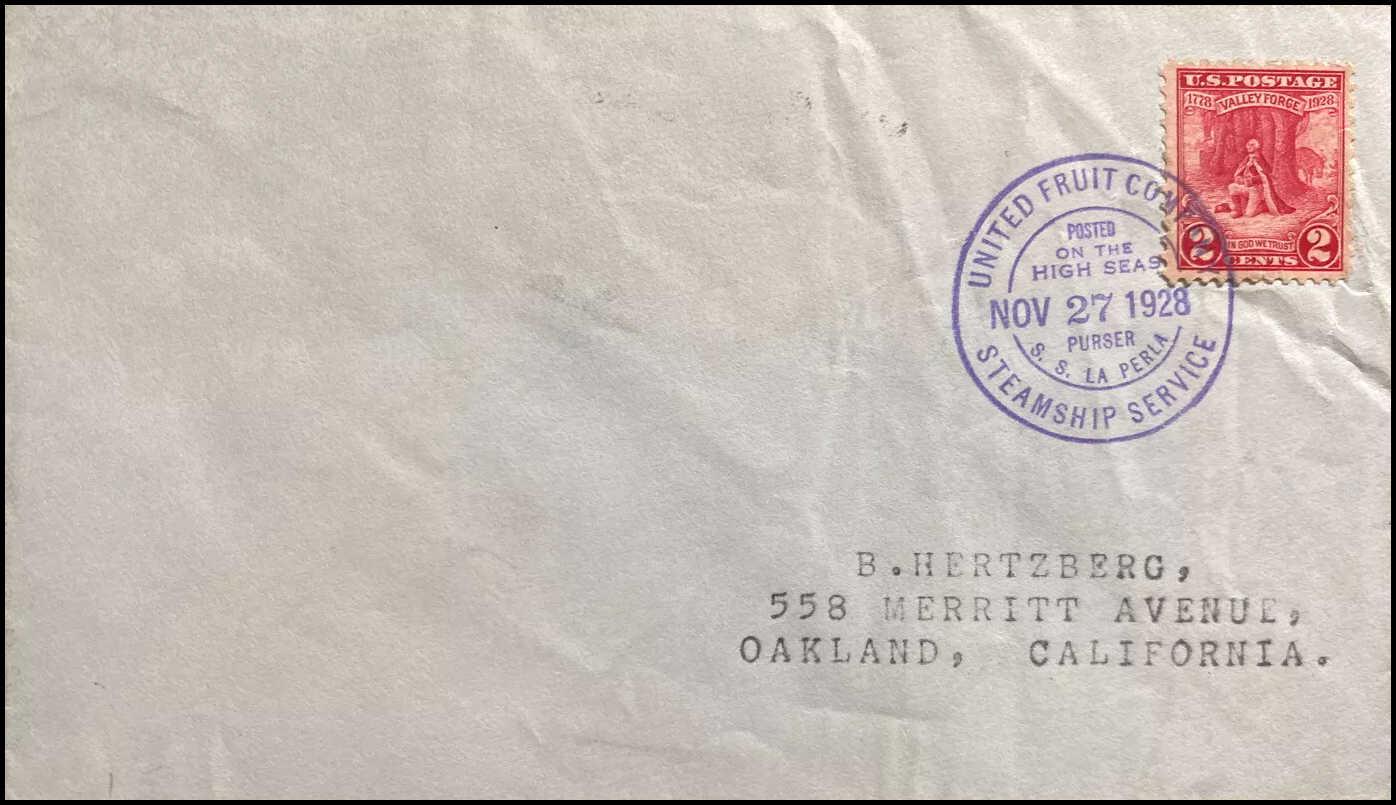 U.S. POSTAGE
1778 VALLEY FORGE 1928
IN GOD WE TRUST
2 CENTS 2
UNITED FRUIT COMPANY
POSTED
ON THE
HIGH SEAS
NOV 27 1928
PURSER
S. S. LA PERLA
STEAMSHIP SERVICE
B. HERTZBERG,
558 MERRITT AVENUE,
OAKLAND, CALIFORNIA.